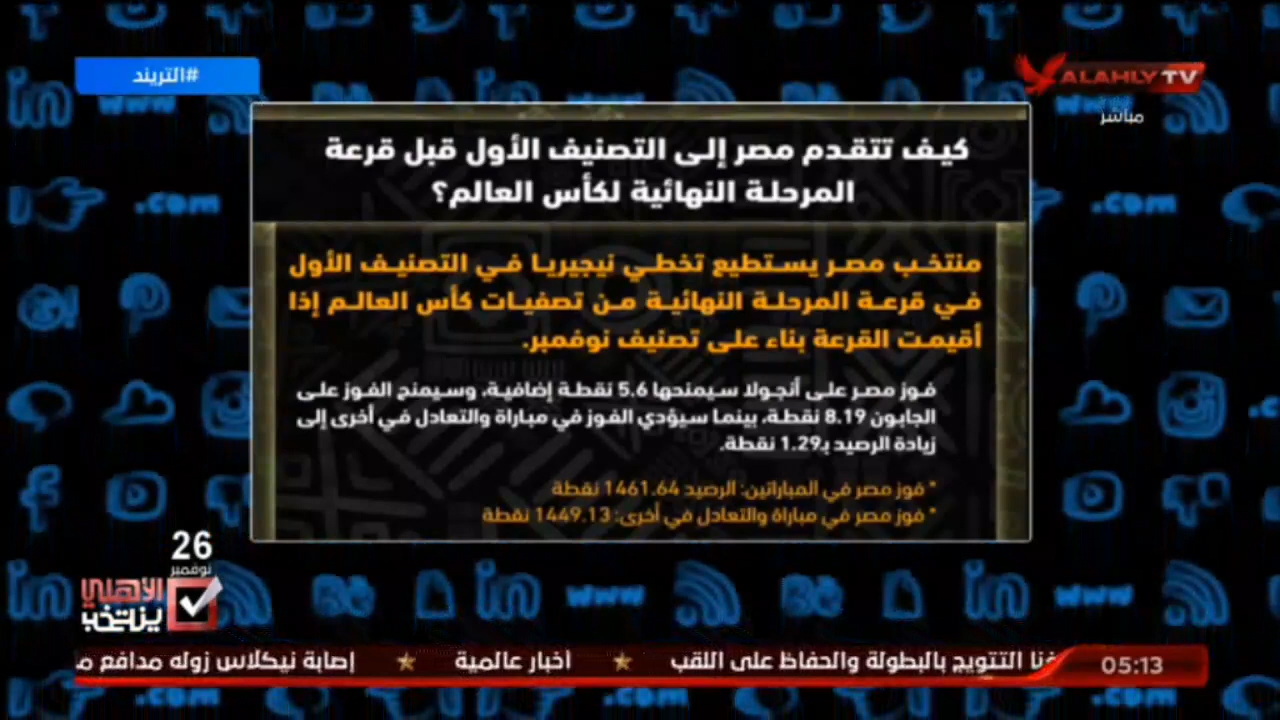 #التريند
ALAHLY TV
مباشر
كيف تتقدم مصر إلى التصنيف الأول قبل قرعة
المرحلة النهائية لكأس العالم؟
منتخب مصر يستطيع تخطي نيجيريا في التصنيف الأول
في قرعة المرحلة النهائية من تصفيات كأس العالم إذا
أقيمت القرعة بناء على تصنيف نوفمبر.
فوز مصر على أنجولا سيمنحها 5.6 نقطة إضافية، وسيمنح الفوز على
الجابون 8.19 نقطة، بينما سيؤدي الفوز في مباراة والتعادل في أخرى إلى
زيادة الرصيد بـ1.29 نقطة.
* فوز مصر في المباراتين: الرصيد 1461.64 نقطة
* فوز مصر في مباراة والتعادل في أخرى: 1449.13 نقطة
26
نوفمبر
الأهلي
ينتخب
التتويج بالبطولة والحفاظ على اللقب ★ أخبار عالمية ★ إصابة نيكلاس زوله مدافع
05:13